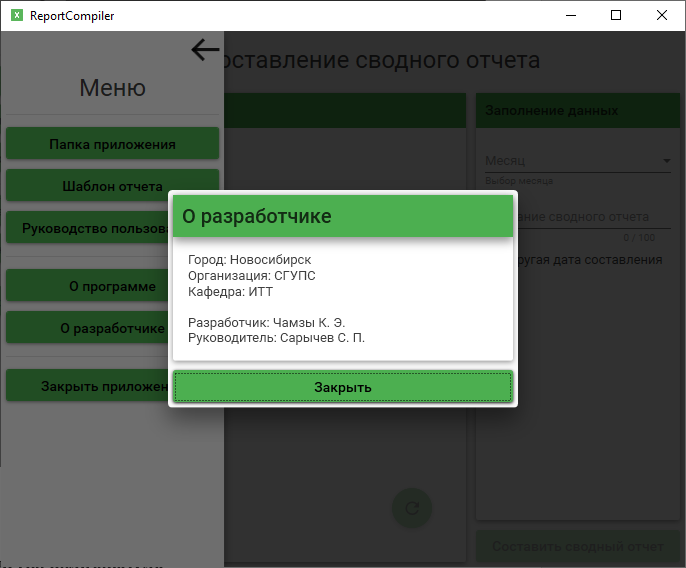 ReportCompiler
Меню
оставление сводного отчета
Папка приложения
Шаблон отчета
Руководство пользова
О программе
О разработчике
Закрыть приложен
Заполнение данных
Месяц
Выбор месяца
ание сводного отчета
0 / 100
ругая дата составления
Составить сводный отчет
О разработчике
Город: Новосибирск
Организация: СГУПС
Кафедра: ИТТ
Разработчик: Чамзы К. Э.
Руководитель: Сарычев С. П.
Закрыть